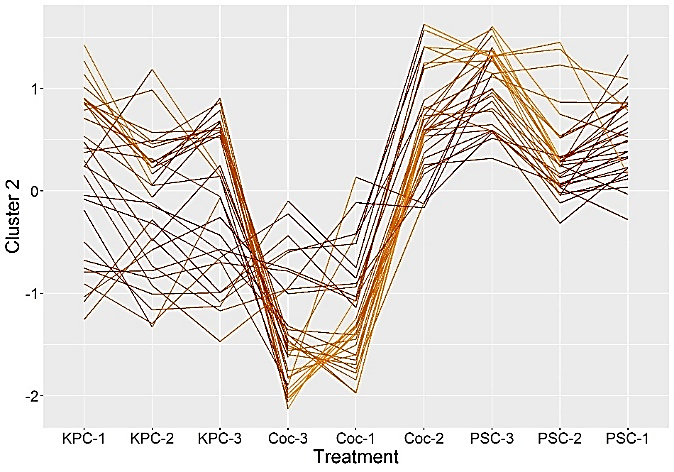 Cluster 2
1
0
-1
-2
KPC-1 KPC-2 KPC-3 Coc-3 Coc-1 Coc-2 PSC-3 PSC-2 PSC-1
Treatment